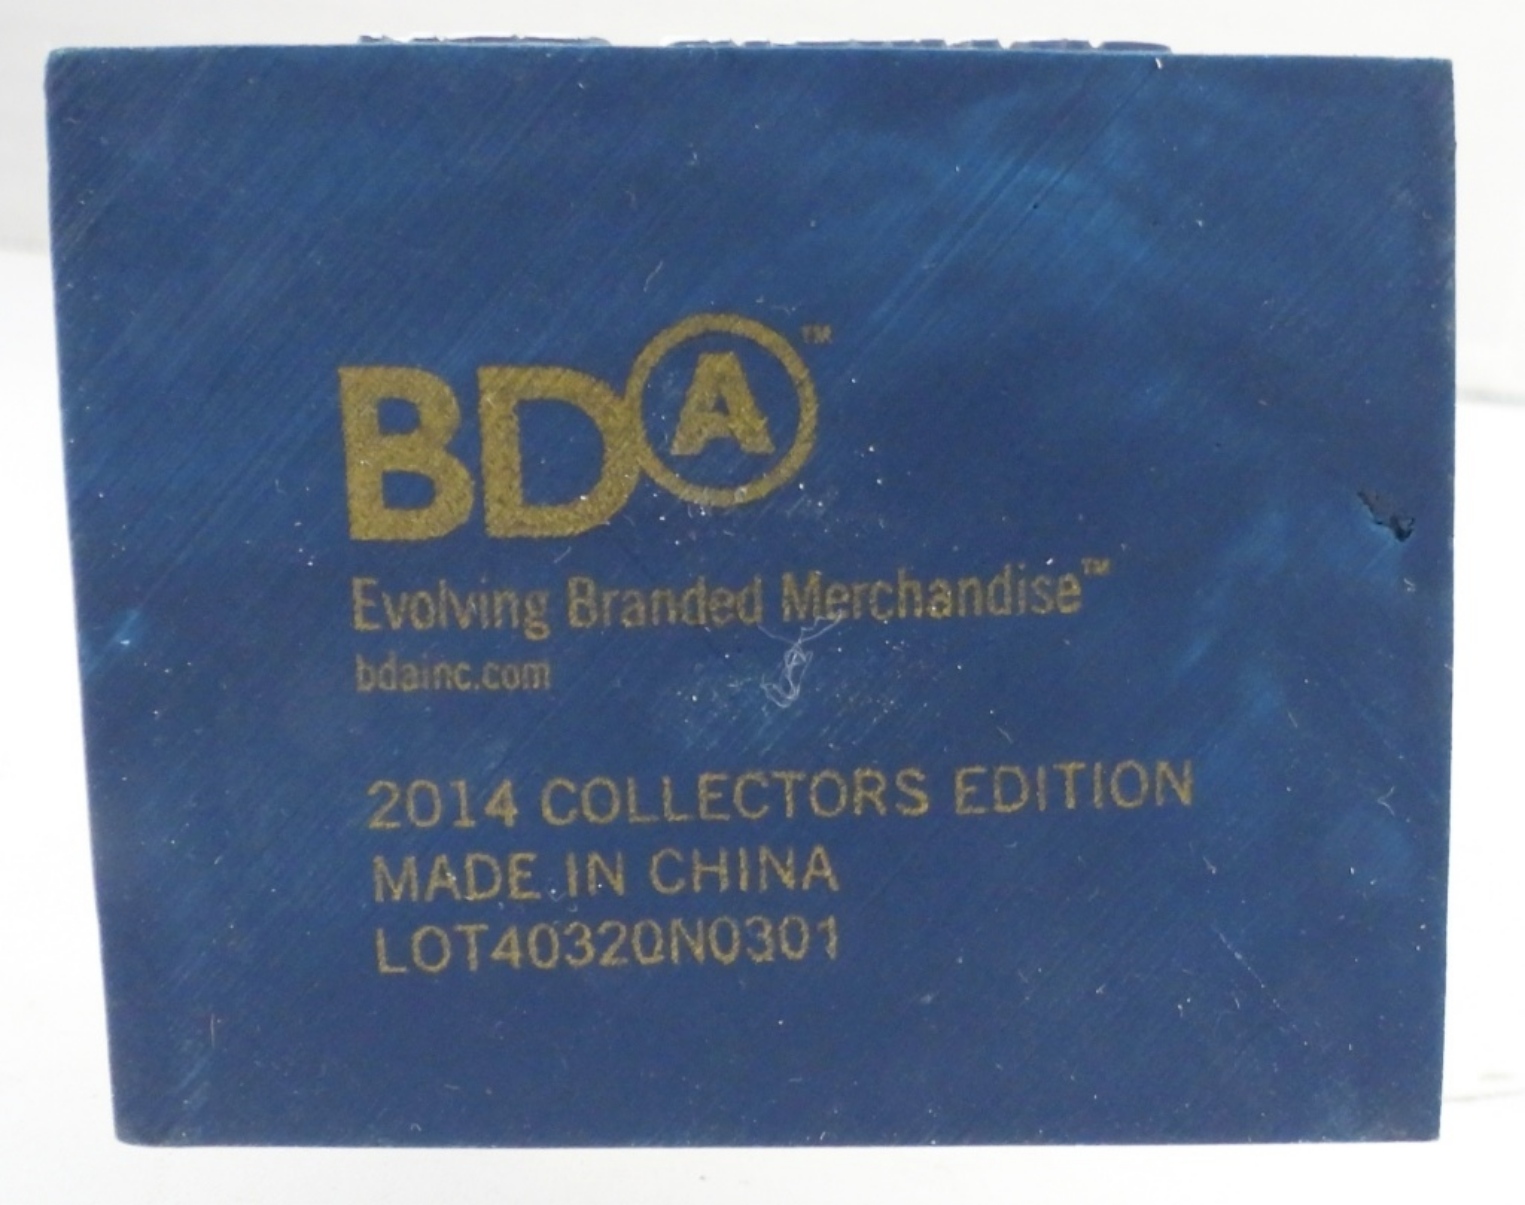 BDA™
Evolving Branded Merchandise™
bdainc.com
2014 COLLECTORS EDITION
MADE IN CHINA
LOT40320N0301